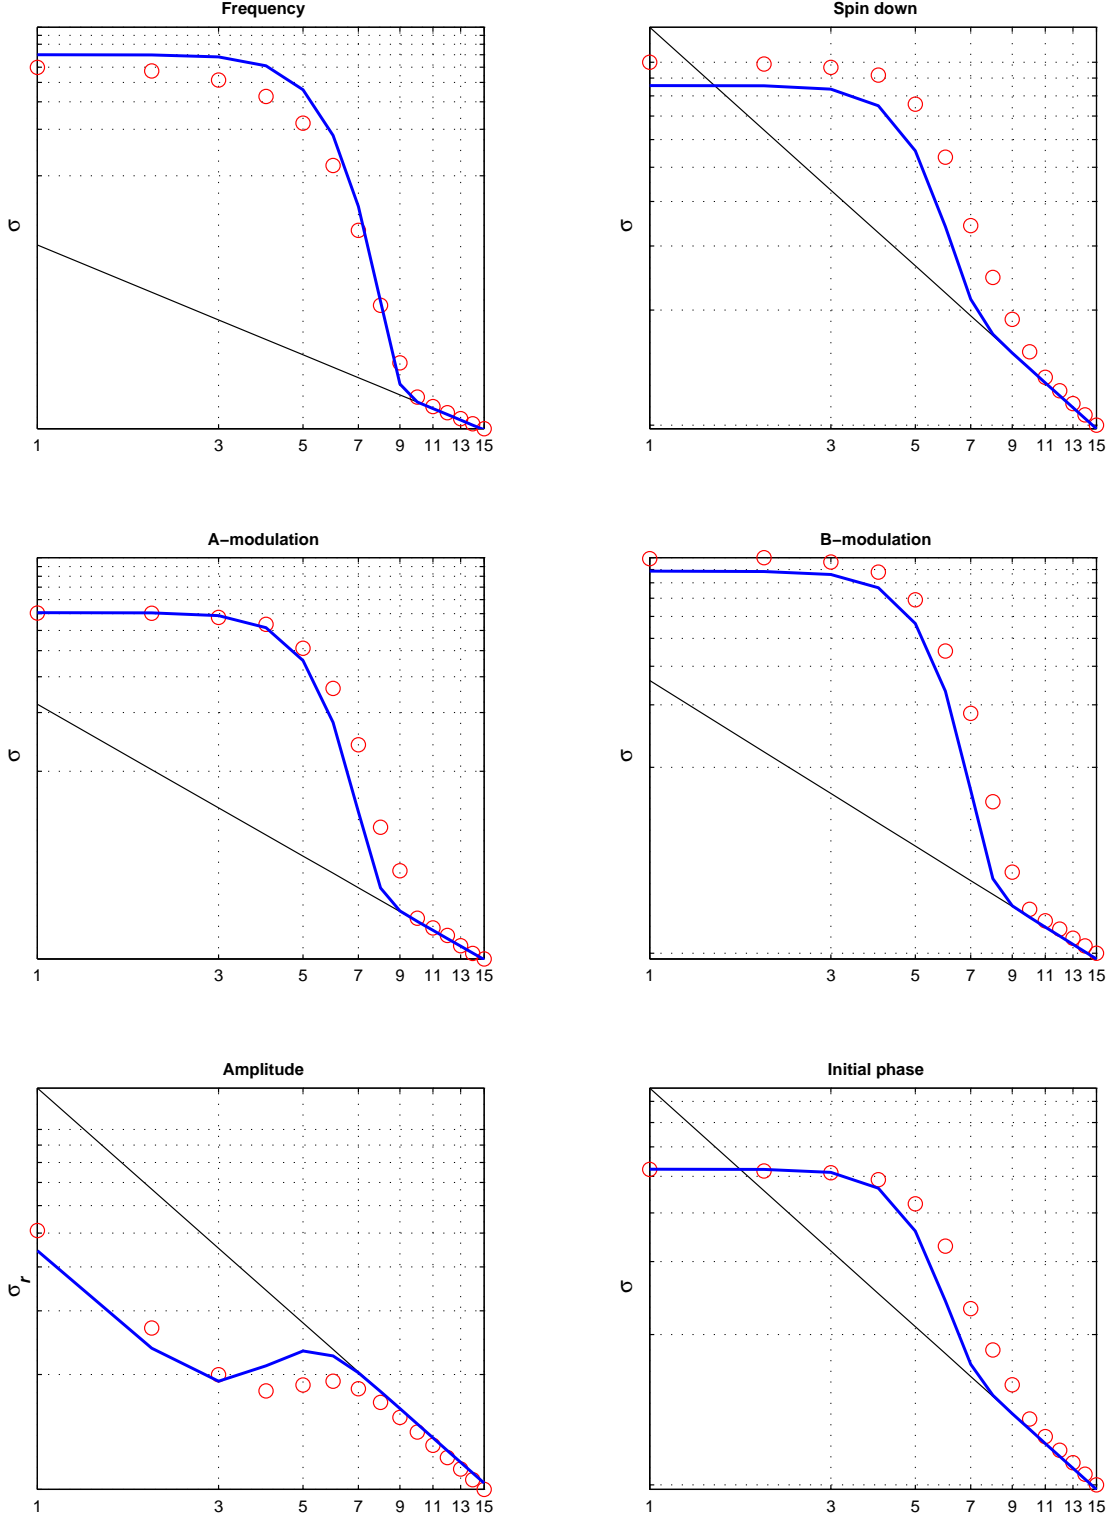 Frequency
σ
1 3 5 7 9 11 13 15
Spin down
σ
1 3 5 7 9 11 13 15
A−modulation
σ
1 3 5 7 9 11 13 15
B−modulation
σ
1 3 5 7 9 11 13 15
Amplitude
σr
1 3 5 7 9 11 13 15
Initial phase
σ
1 3 5 7 9 11 13 15